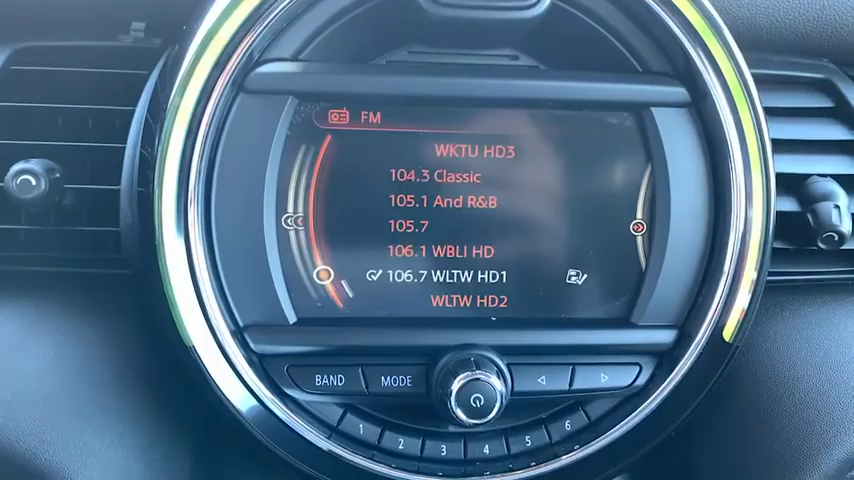 FM
WKTU HD3
104.3 Classic
105.1 And R&B
105.7
106.1 WBLI HD
106.7 WLTW HD1
WLTW HD2
BAND MODE
1 2 3 4 5 6